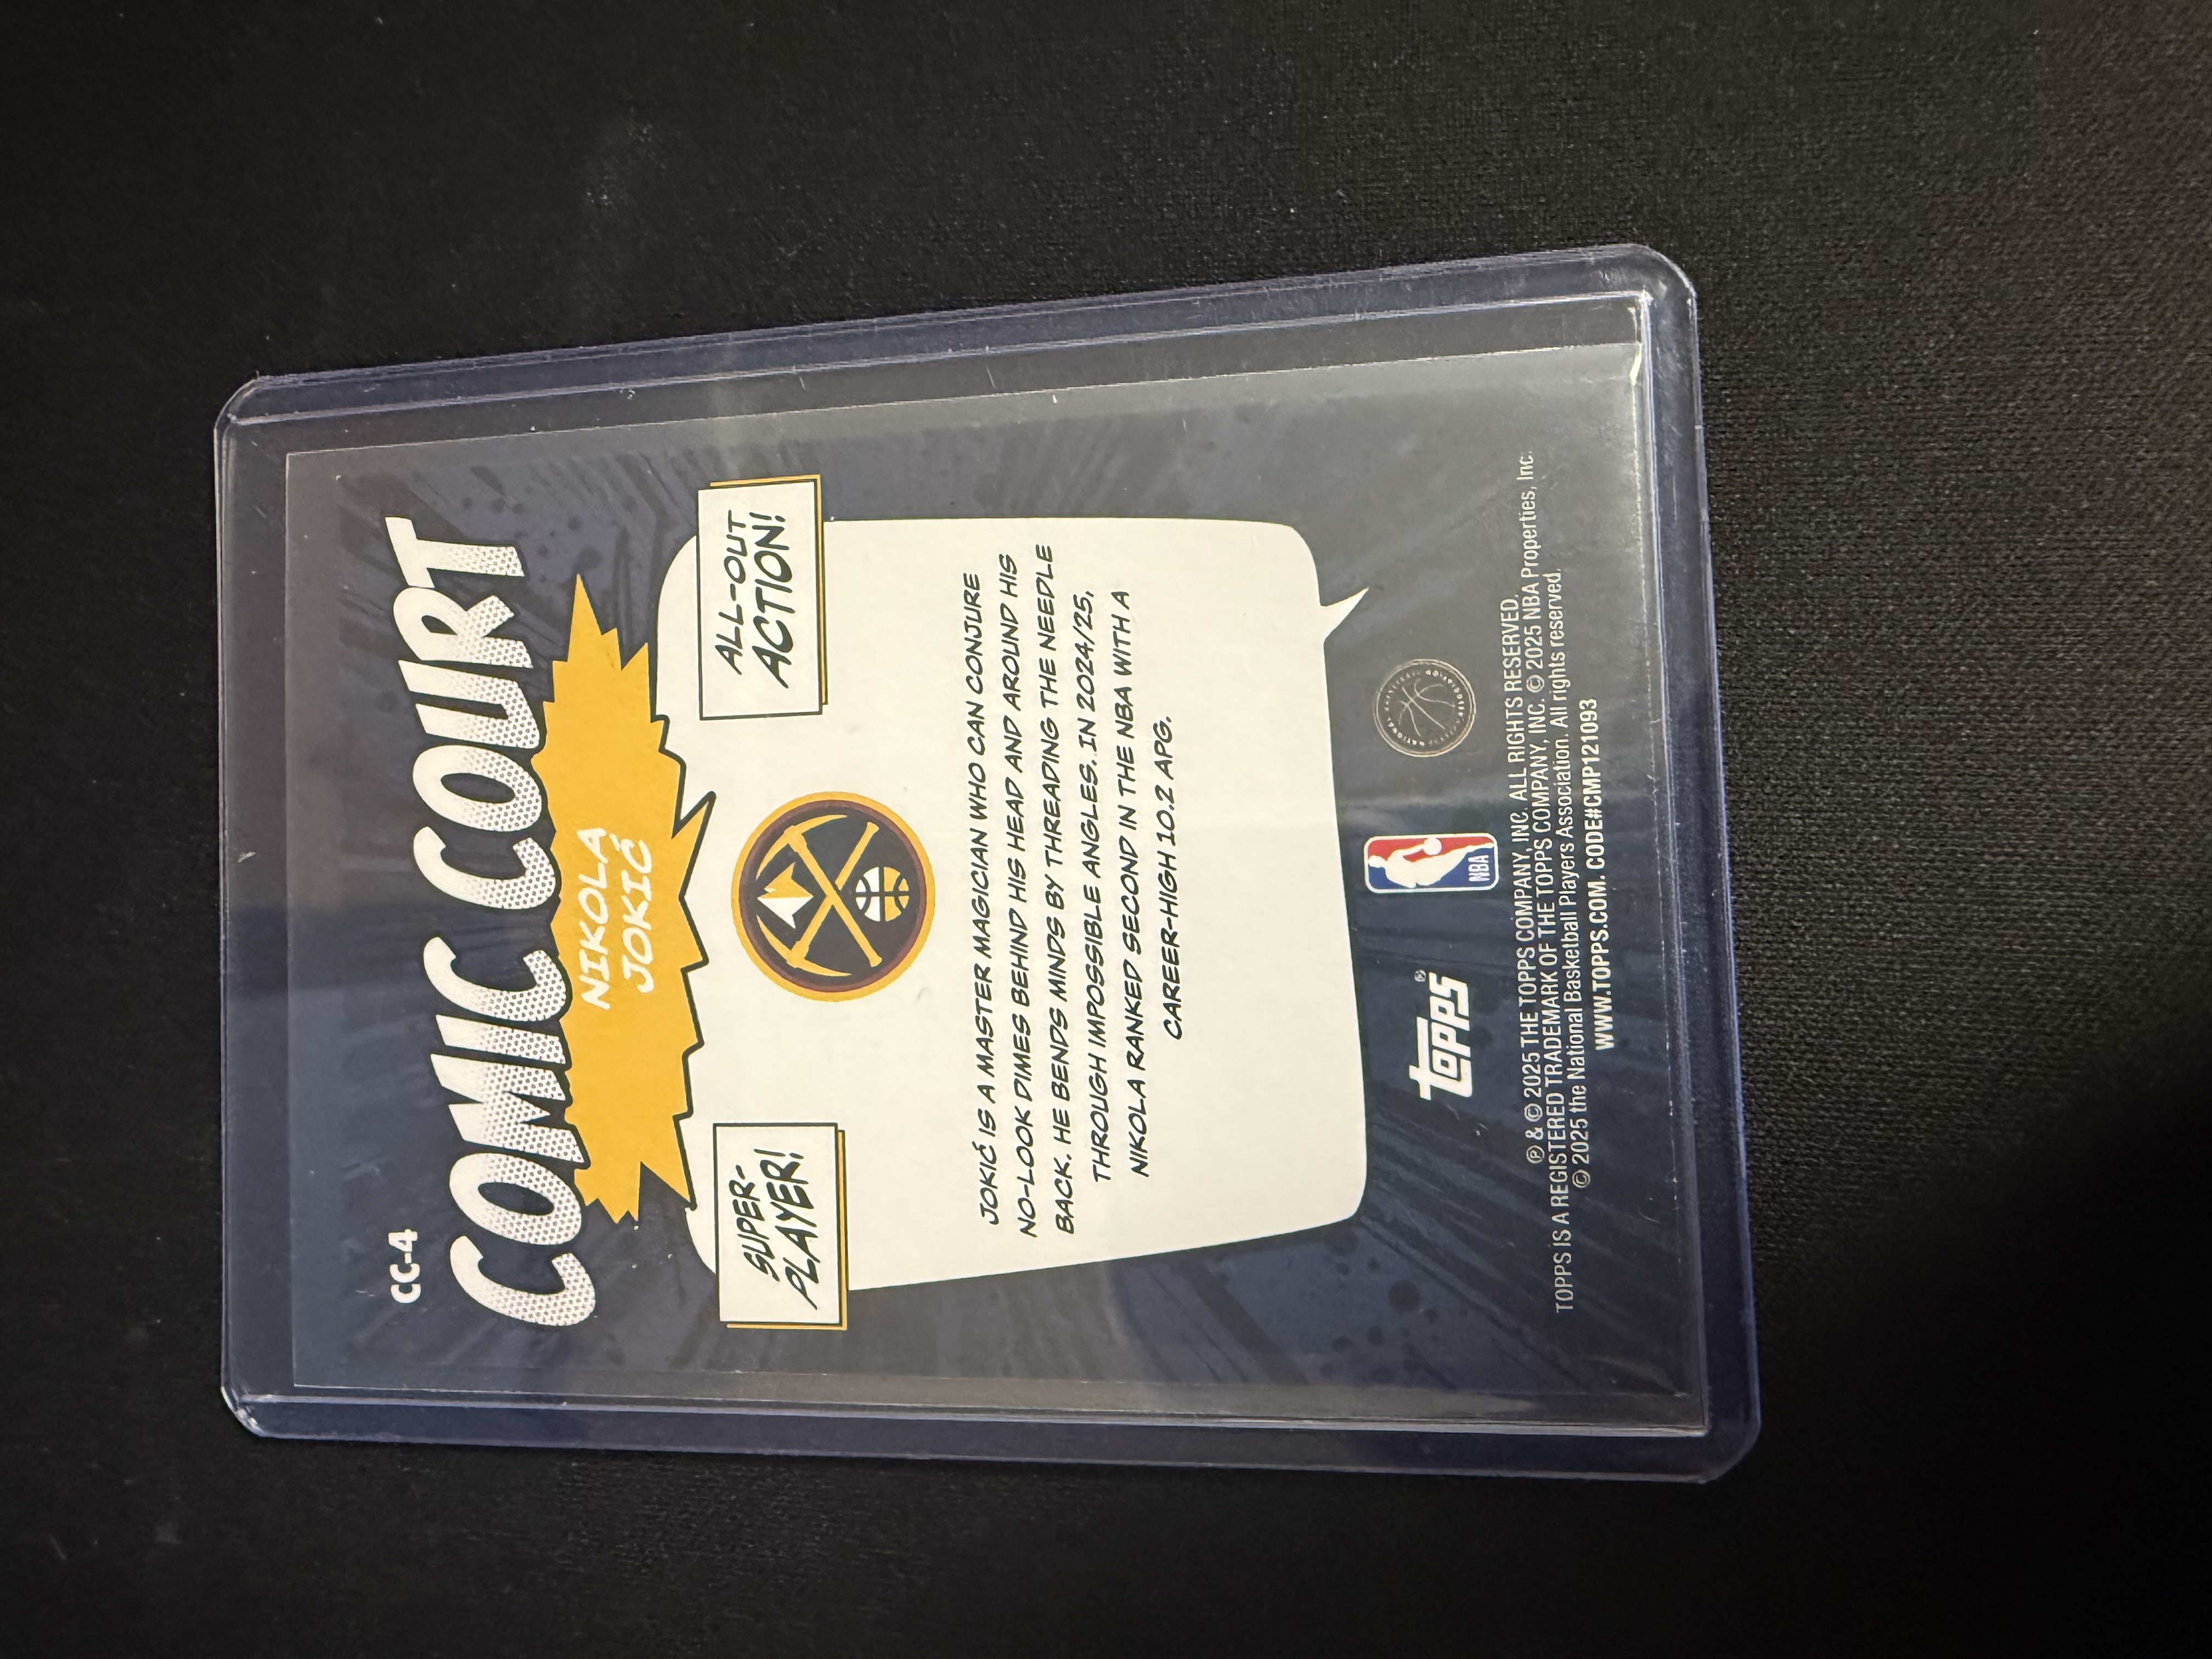 CC-4
COMIC COURT
NIKOLA
JOKIĆ
SUPER-
PLAYER!
ALL-OUT
ACTION!
JOKIĆ IS A MASTER MAGICIAN WHO CAN CONJURE
NO-LOOK DIMES BEHIND HIS HEAD AND AROUND HIS
BACK. HE BENDS MINDS BY THREADING THE NEEDLE
THROUGH IMPOSSIBLE ANGLES. IN 2024/25,
NIKOLA RANKED SECOND IN THE NBA WITH A
CAREER-HIGH 10.2 APG.
topps®
NBA
℗ & © 2025 THE TOPPS COMPANY, INC. ALL RIGHTS RESERVED.
TOPPS IS A REGISTERED TRADEMARK OF THE TOPPS COMPANY, INC. © 2025 NBA Properties, Inc.
© 2025 the National Basketball Players Association. All rights reserved.
WWW.TOPPS.COM. CODE#CMP121093